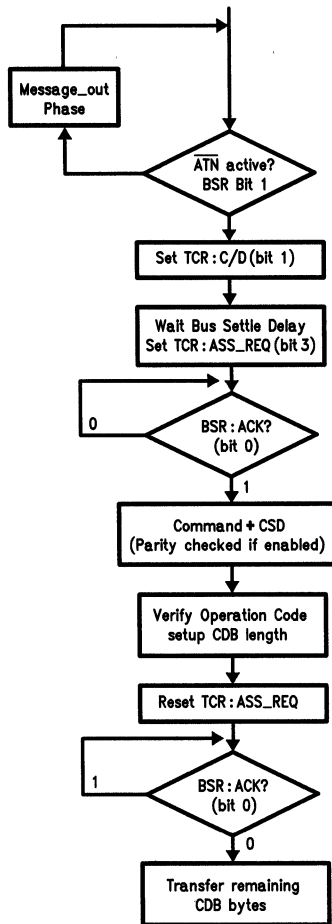 Message_out
Phase
ATN active?
BSR Bit 1
Set TCR:C/D(bit 1)
Wait Bus Settle Delay
Set TCR:ASS_REQ(bit 3)
BSR:ACK?
(bit 0)
0
1
Command + CSD
(Parity checked if enabled)
Verify Operation Code
setup CDB length
Reset TCR:ASS_REQ
BSR:ACK?
(bit 0)
1
0
Transfer remaining
CDB bytes